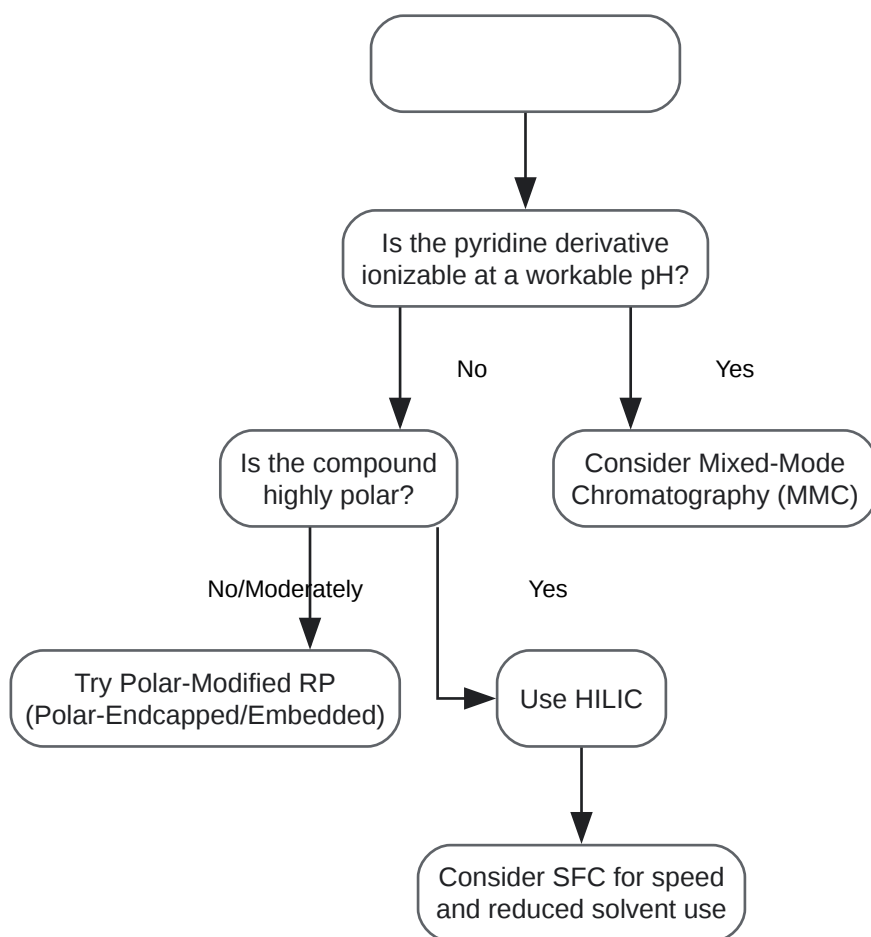 Is the pyridine derivative
ionizable at a workable pH?
No
Yes
Is the compound
highly polar?
Consider Mixed-Mode
Chromatography (MMC)
No/Moderately
Yes
Try Polar-Modified RP
(Polar-Endcapped/Embedded)
Use HILIC
Consider SFC for speed
and reduced solvent use